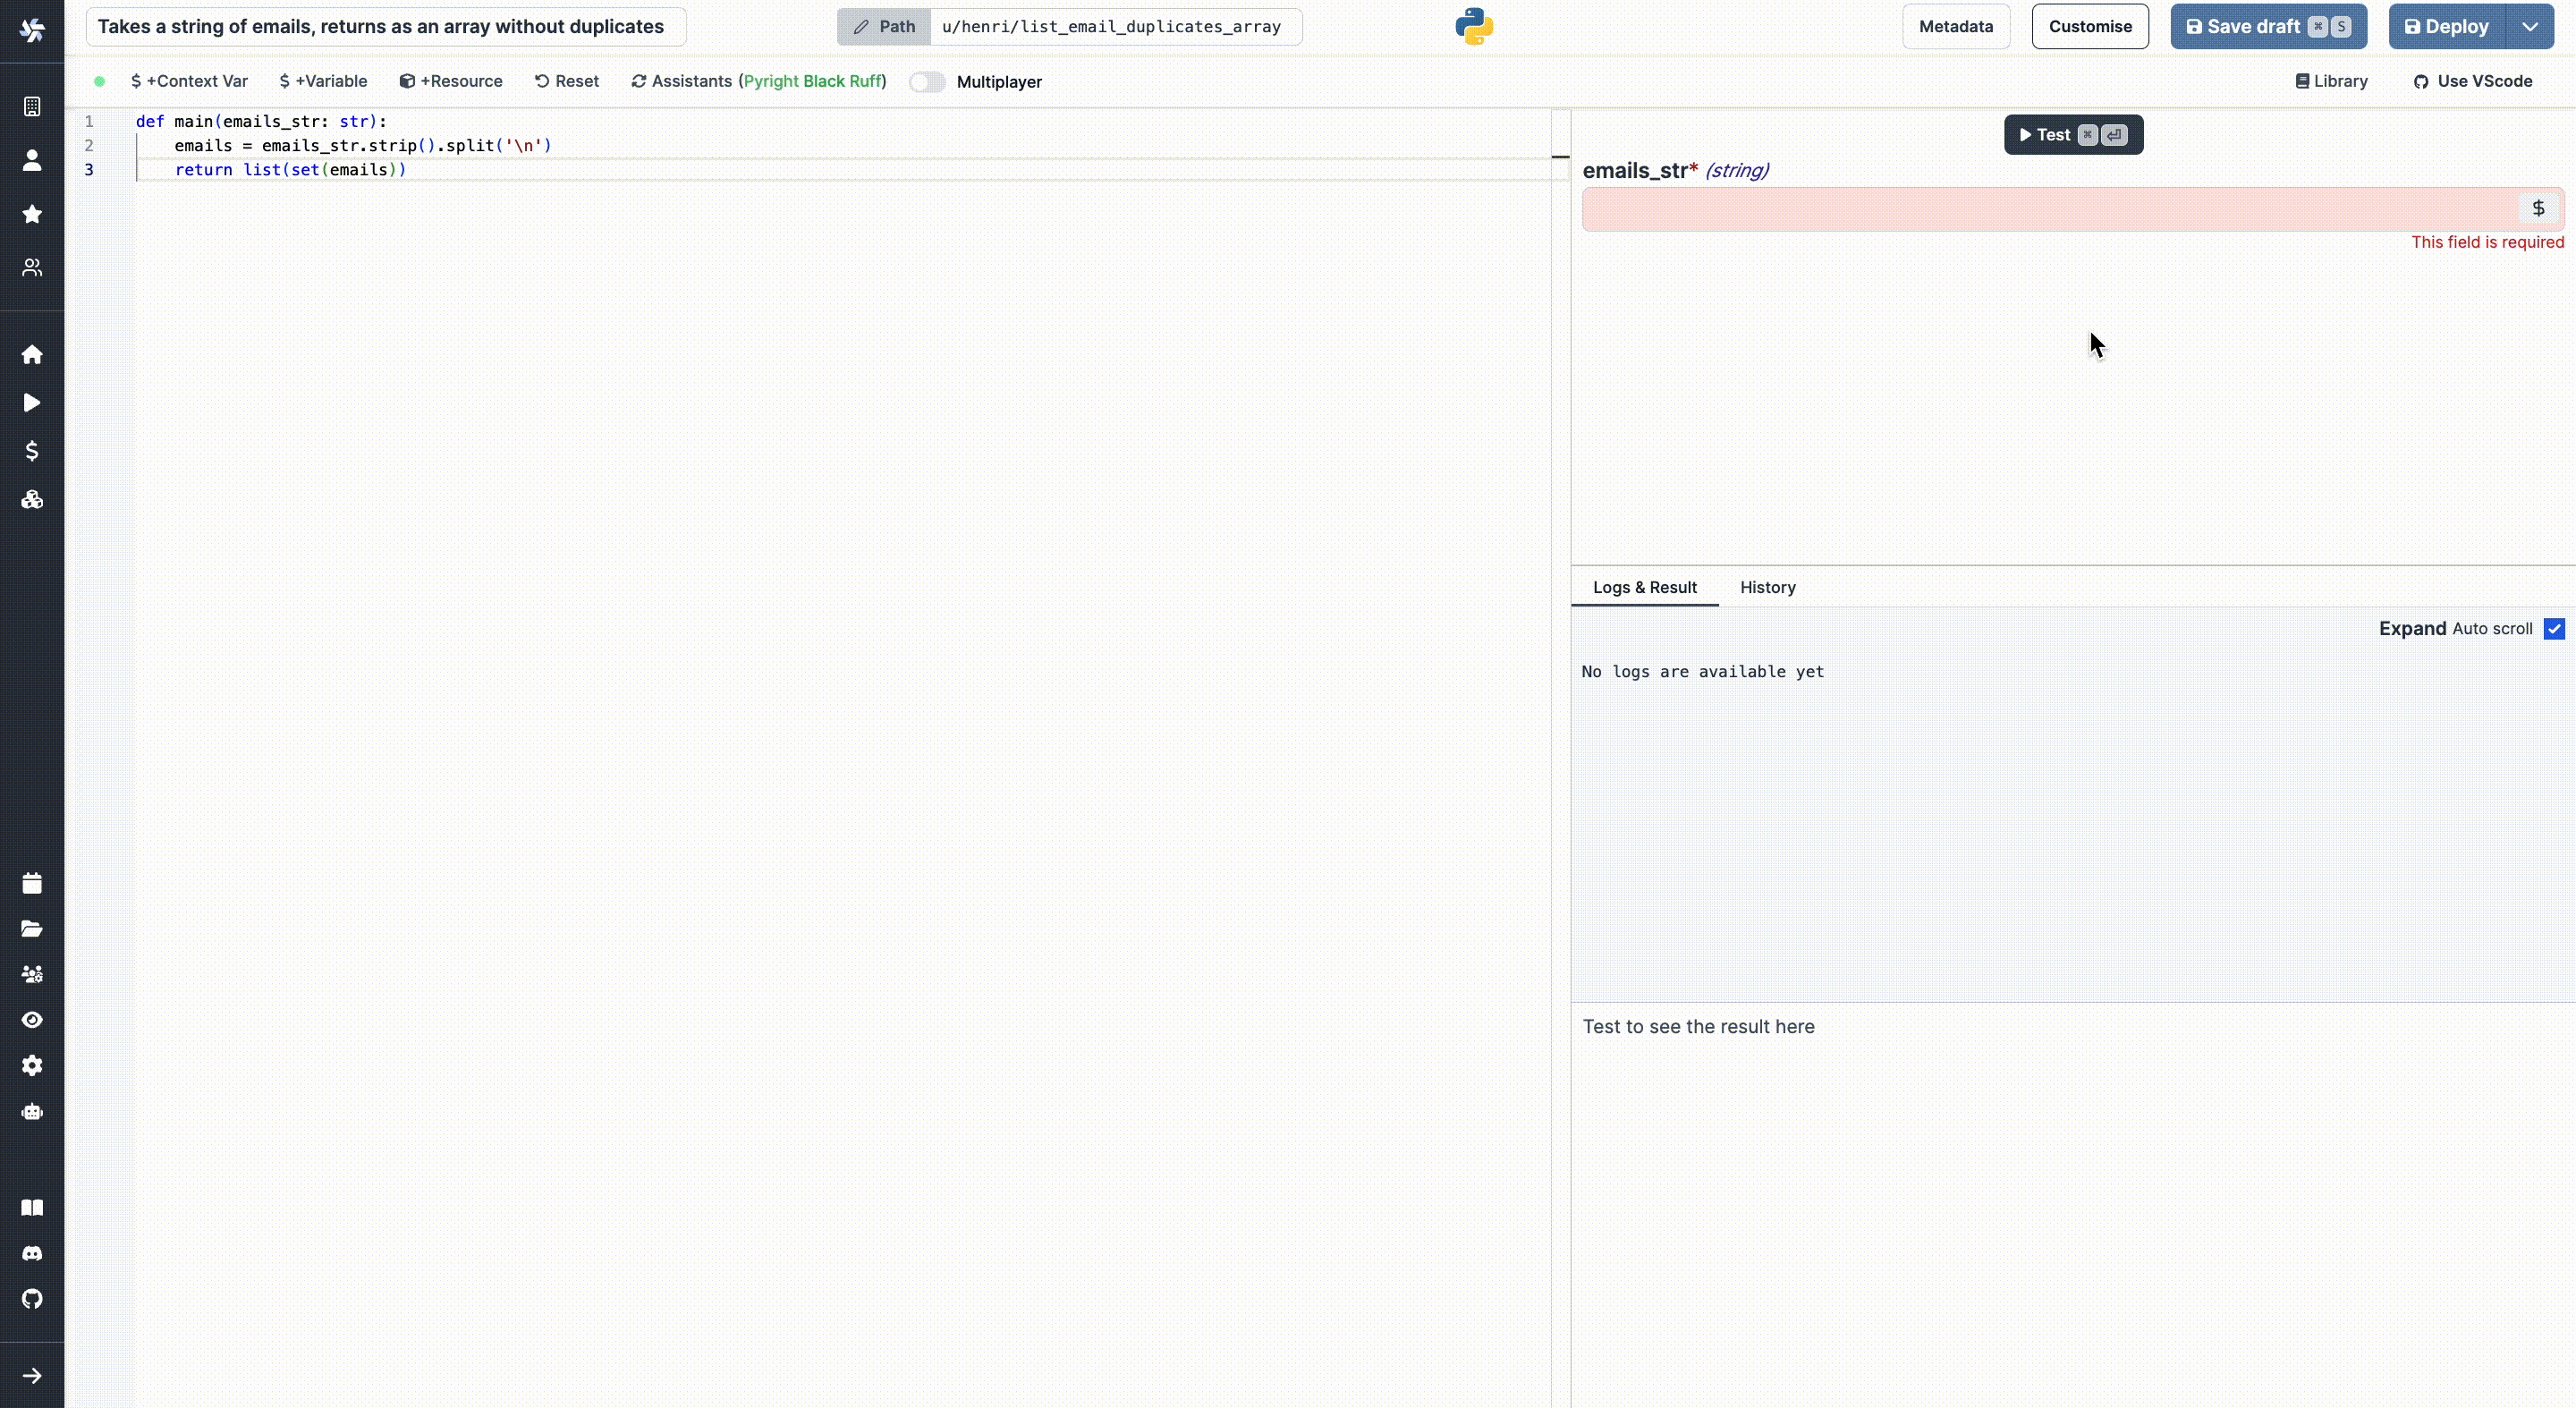 Takes a string of emails, returns as an array without duplicates
Path u/henri/list_email_duplicates_array
Metadata Customise Save draft ⌘ S Deploy
$ +Context Var $ +Variable +Resource Reset Assistants (Pyright Black Ruff) Multiplayer Library Use VScode
1 def main(emails_str: str):
2 emails = emails_str.strip().split('\n')
3 return list(set(emails))
Test ⌘ ⏎
emails_str* (string)
$
This field is required
Logs & Result History
Expand Auto scroll
No logs are available yet
Test to see the result here